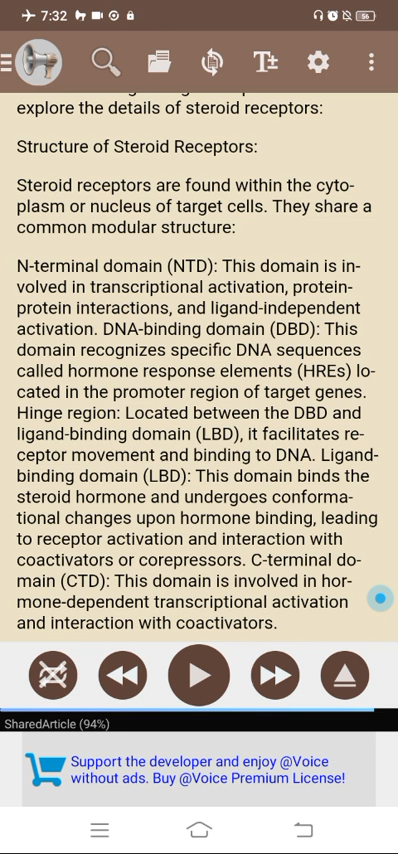 7:32
56
T±
explore the details of steroid receptors:
Structure of Steroid Receptors:
Steroid receptors are found within the cyto-
plasm or nucleus of target cells. They share a
common modular structure:
N-terminal domain (NTD): This domain is in-
volved in transcriptional activation, protein-
protein interactions, and ligand-independent
activation. DNA-binding domain (DBD): This
domain recognizes specific DNA sequences
called hormone response elements (HREs) lo-
cated in the promoter region of target genes.
Hinge region: Located between the DBD and
ligand-binding domain (LBD), it facilitates re-
ceptor movement and binding to DNA. Ligand-
binding domain (LBD): This domain binds the
steroid hormone and undergoes conforma-
tional changes upon hormone binding, leading
to receptor activation and interaction with
coactivators or corepressors. C-terminal do-
main (CTD): This domain is involved in hor-
mone-dependent transcriptional activation
and interaction with coactivators.
SharedArticle (94%)
Support the developer and enjoy @Voice
without ads. Buy @Voice Premium License!